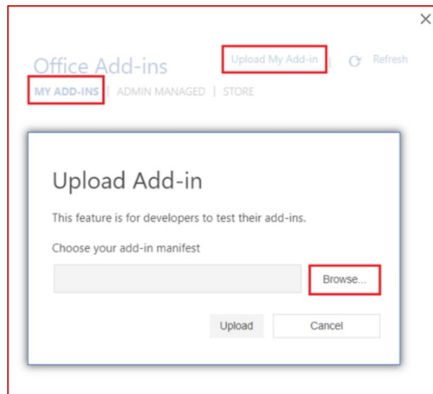 Office Add-ins
Upload My Add-in | Refresh
MY ADD-INS | ADMIN MANAGED | STORE
Upload Add-in
This feature is for developers to test their add-ins.
Choose your add-in manifest
Browse...
Upload Cancel